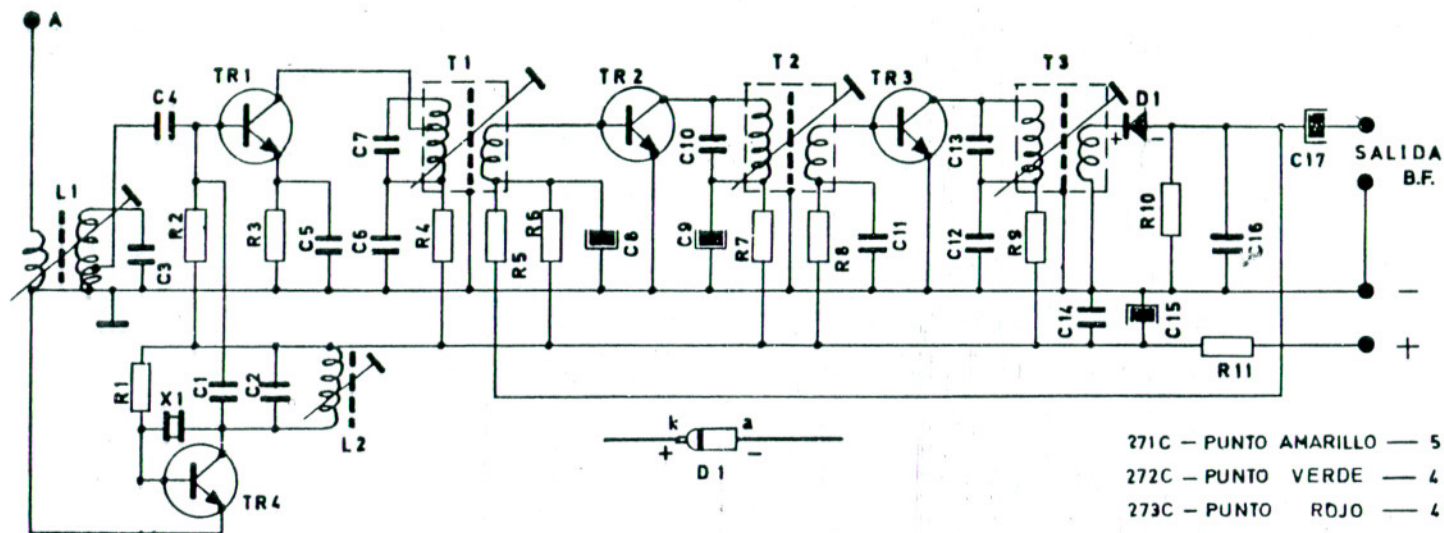 A
TR1
T1
TR2
T2
TR3
T3
C4
C7
C10
C13
D1
+ -
C17
SALIDA
B.F.
L1
C3
R2
R3
C5
C6
R4
R5
R6
C8
C9
R7
R8
C11
C12
R9
R10
C16
-
C14
C15
+
R11
R1
X1
C1
C2
L2
TR4
k a
+ -
D1
271C - PUNTO AMARILLO - 5
272C - PUNTO VERDE - 4
273C - PUNTO ROJO - 4